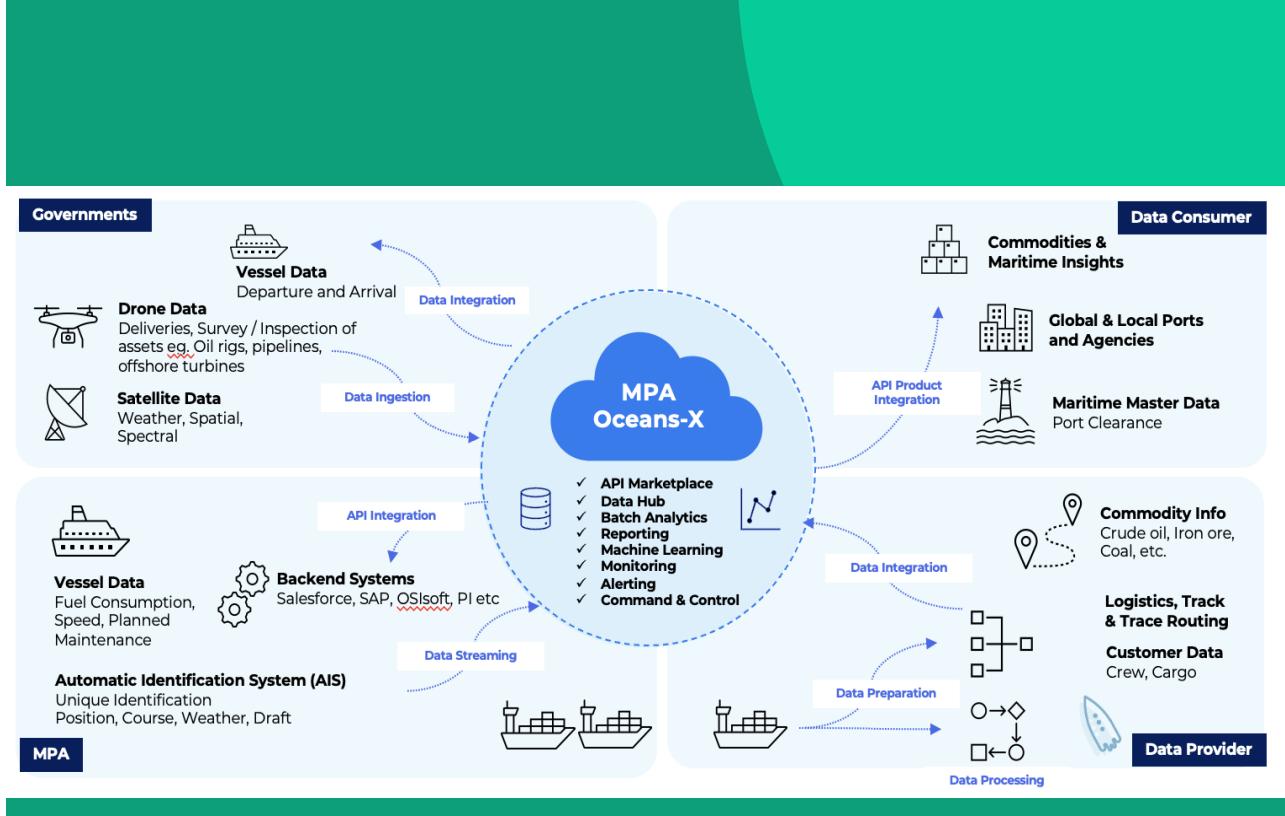 Governments
Vessel Data
Departure and Arrival
Data Integration
Drone Data
Deliveries, Survey / Inspection of
assets eg. Oil rigs, pipelines,
offshore turbines
Data Ingestion
Satellite Data
Weather, Spatial,
Spectral
Data Consumer
Commodities &
Maritime Insights
Global & Local Ports
and Agencies
API Product
Integration
Maritime Master Data
Port Clearance
MPA
Oceans-X
✓ API Marketplace
✓ Data Hub
✓ Batch Analytics
✓ Reporting
✓ Machine Learning
✓ Monitoring
✓ Alerting
✓ Command & Control
API Integration
Vessel Data
Fuel Consumption,
Speed, Planned
Maintenance
Backend Systems
Salesforce, SAP, OSIsoft, PI etc
Data Streaming
Automatic Identification System (AIS)
Unique Identification
Position, Course, Weather, Draft
MPA
Commodity Info
Crude oil, Iron ore,
Coal, etc.
Data Integration
Logistics, Track
& Trace Routing
Customer Data
Crew, Cargo
Data Preparation
Data Provider
Data Processing